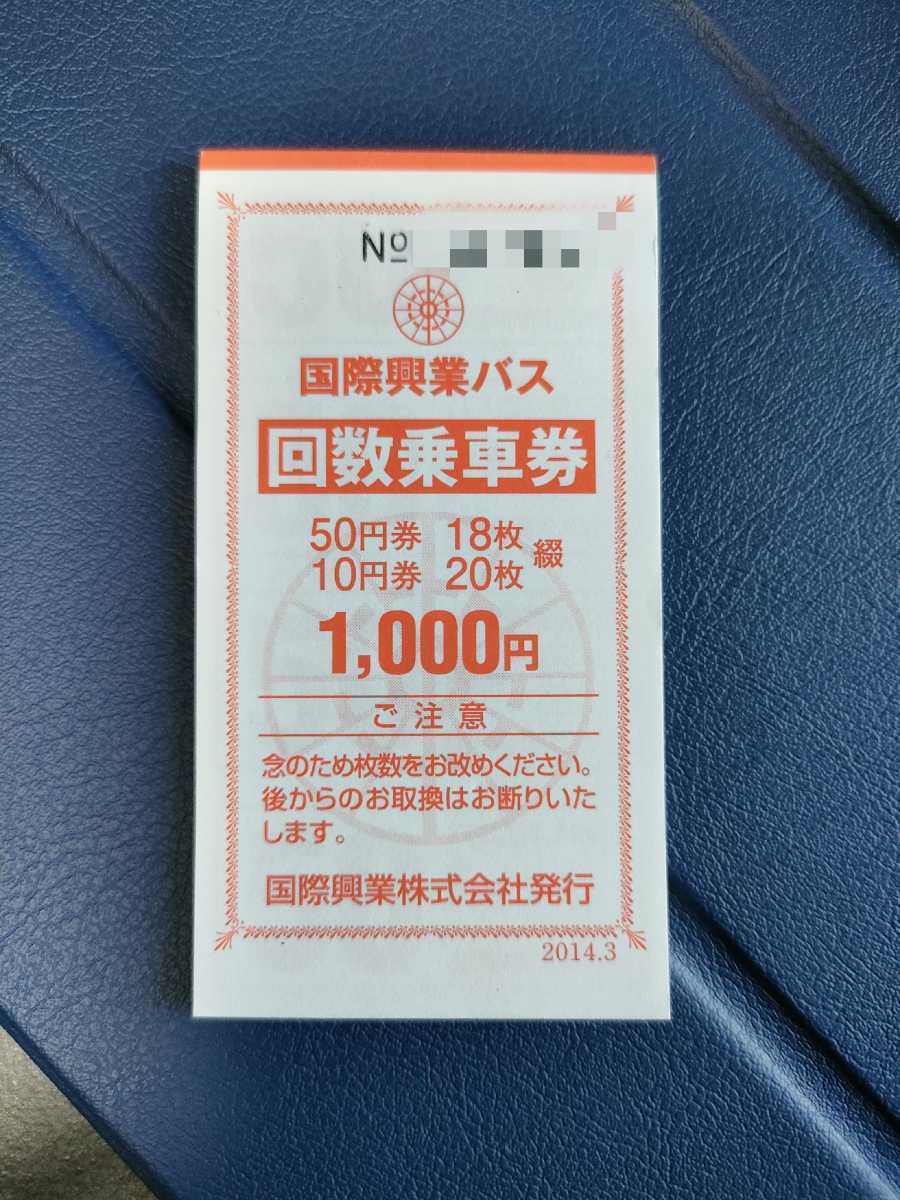 No
国際興業バス
回数乗車券
50円券 18枚
10円券 20枚 綴
1,000円
ご注意
念のため枚数をお改めください。
後からのお取換はお断りいた
します。
国際興業株式会社発行
2014.3